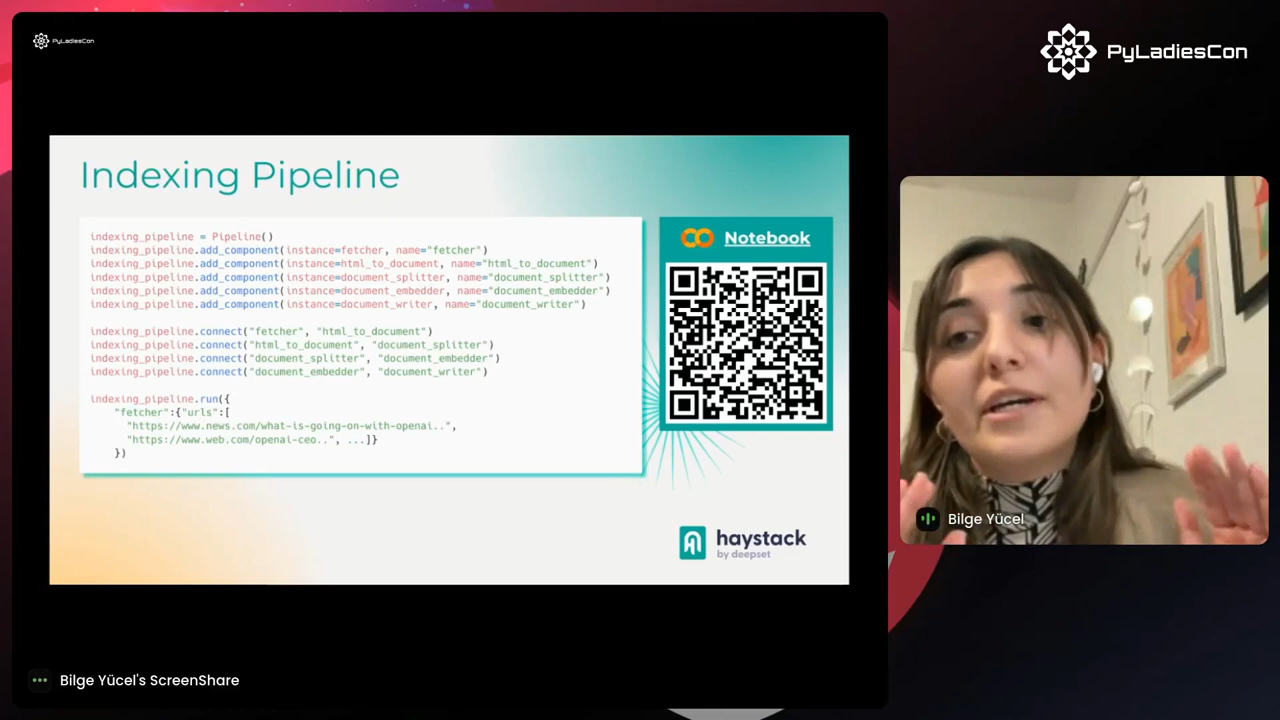 PyLadiesCon
PyLadiesCon
Indexing Pipeline
indexing_pipeline = Pipeline()
indexing_pipeline.add_component(instance=fetcher, name="fetcher")
indexing_pipeline.add_component(instance=html_to_document, name="html_to_document")
indexing_pipeline.add_component(instance=document_splitter, name="document_splitter")
indexing_pipeline.add_component(instance=document_embedder, name="document_embedder")
indexing_pipeline.add_component(instance=document_writer, name="document_writer")
indexing_pipeline.connect("fetcher", "html_to_document")
indexing_pipeline.connect("html_to_document", "document_splitter")
indexing_pipeline.connect("document_splitter", "document_embedder")
indexing_pipeline.connect("document_embedder", "document_writer")
indexing_pipeline.run({
"fetcher":{"urls":[
"https://www.news.com/what-is-going-on-with-openai..",
"https://www.web.com/openai-ceo..", ...]}
})
Notebook
haystack
by deepset
Bilge Yücel
Bilge Yücel's ScreenShare